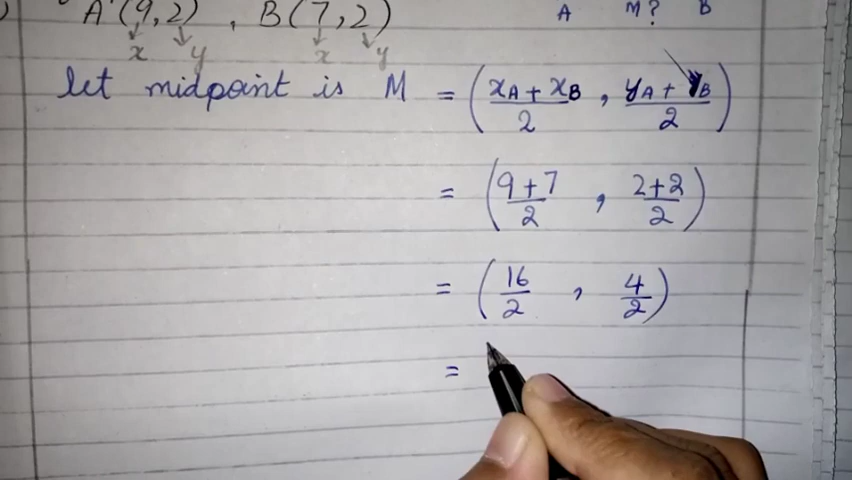 A (9,2) , B (7,2)
x y x y
A M? B
let midpoint is M = (xA + xB / 2 , yA + yB / 2)
= (9+7 / 2 , 2+2 / 2)
= (16 / 2 , 4 / 2)
=